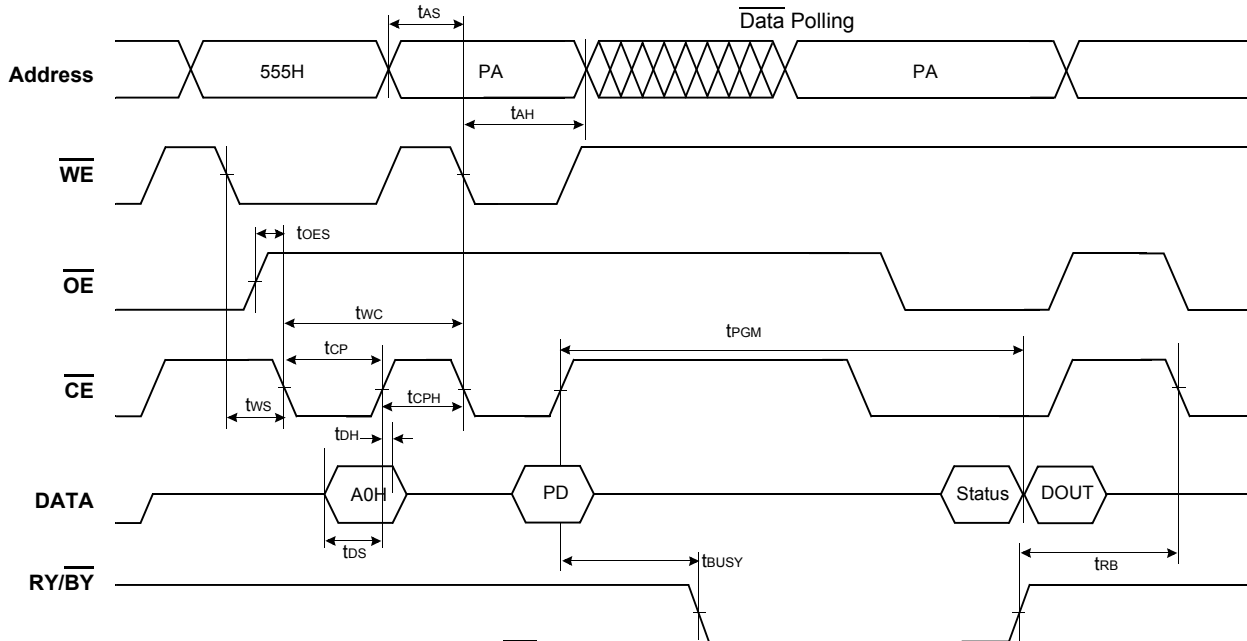 tAS
Data Polling
Address
555H
PA
PA
tAH
WE
tOES
OE
tWC
tPGM
tCP
CE
tCPH
tWS
tDH
DATA
A0H
PD
Status
DOUT
tDS
tBUSY
tRB
RY/BY